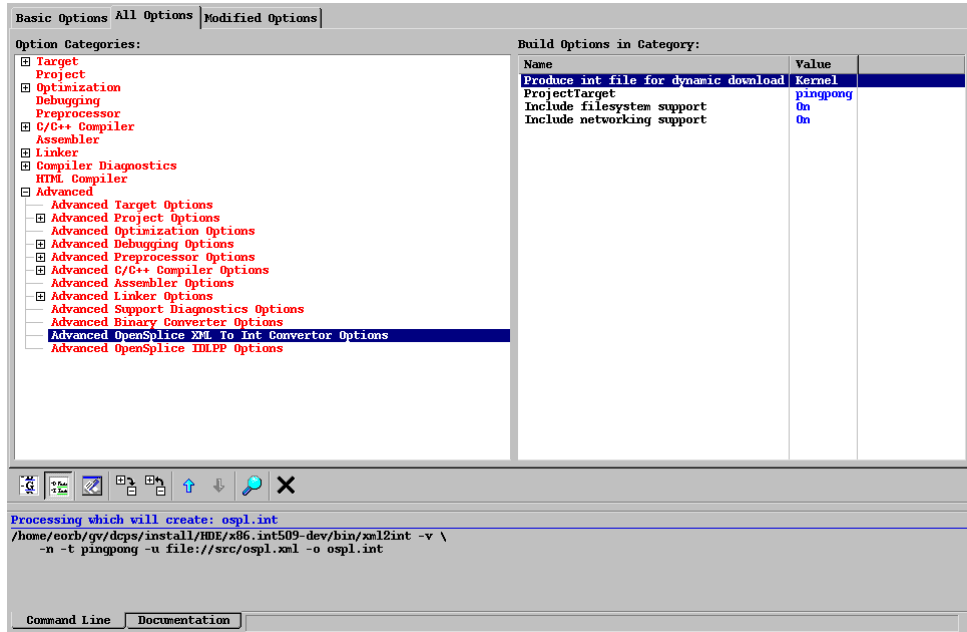 Basic Options All Options Modified Options
Option Categories:
Target
Project
Optimization
Debugging
Preprocessor
C/C++ Compiler
Assembler
Linker
Compiler Diagnostics
HTML Compiler
Advanced
Advanced Target Options
Advanced Project Options
Advanced Optimization Options
Advanced Debugging Options
Advanced Preprocessor Options
Advanced C/C++ Compiler Options
Advanced Assembler Options
Advanced Linker Options
Advanced Support Diagnostics Options
Advanced Binary Converter Options
Advanced OpenSplice XML To Int Convertor Options
Advanced OpenSplice IDLPP Options
Build Options in Category:
Name Value
Produce int file for dynamic download Kernel
ProjectTarget pingpong
Include filesystem support On
Include networking support On
Processing which will create: ospl.int
/home/eorb/gv/dcps/install/HDE/x86.int509-dev/bin/xml2int -v \
-n -t pingpong -u file://src/ospl.xml -o ospl.int
Command Line Documentation